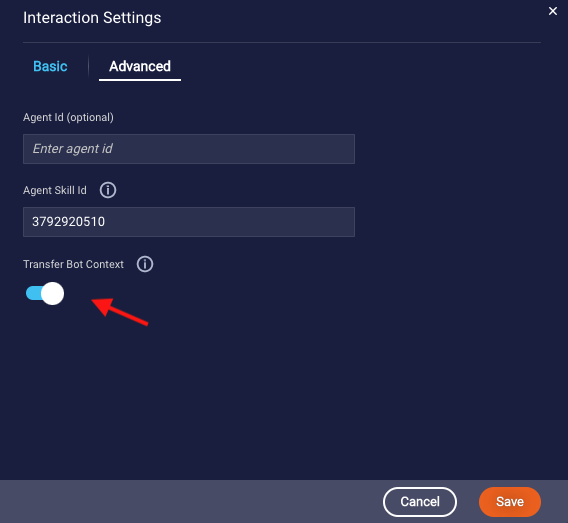 Interaction Settings
Basic
Advanced
Agent Id (optional)
Enter agent id
Agent Skill Id
3792920510
Transfer Bot Context
Cancel
Save